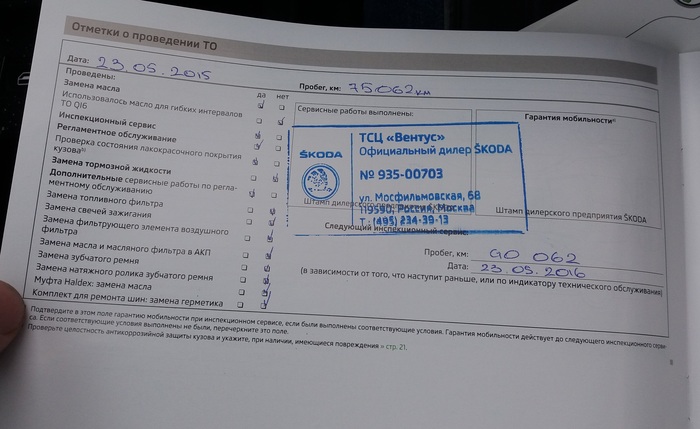 Отметки о проведении ТО
Дата: 23.05.2015
Пробег, км: 75 062 км
Проведены:
да нет
Замена масла
Использовалось масло для гибких интервалов
ТО QI6
Инспекционный сервис
Регламентное обслуживание
Проверка состояния лакокрасочного покрытия
кузова
Замена тормозной жидкости
Дополнительные сервисные работы по регла-
ментному обслуживанию:
Замена топливного фильтра
Замена свечей зажигания
Замена фильтрующего элемента воздушного
фильтра
Замена масла и масляного фильтра в АКП
Замена зубчатого ремня
Замена натяжного ролика зубчатого ремня
Муфта Haldex: замена масла
Комплект для ремонта шин: замена герметика
Сервисные работы выполнены:
Гарантия мобильности
ŠKODA
ТСЦ «Вентус»
Официальный дилер ŠKODA
№ 935-00703
ул. Мосфильмовская, 68
119590, Россия, Москва
Т.: (495) 234-39-13
Штамп дилерского
Штамп дилерского предприятия ŠKODA
Следующий инспекционный сервис:
Пробег, км: 90 062
Дата: 23.05.2016
(в зависимости от того, что наступит раньше, или по индикатору технического обслуживания)
Подтвердите в этом поле гарантию мобильности при инспекционном сервисе, если были выполнены соответствующие условия. Гарантия мобильности действует до следующего инспекционного серви-
са. Если соответствующие условия выполнены не были, перечеркните это поле.
Проверьте целостность антикоррозийной защиты кузова и укажите, при наличии, имеющиеся повреждения » стр. 21.